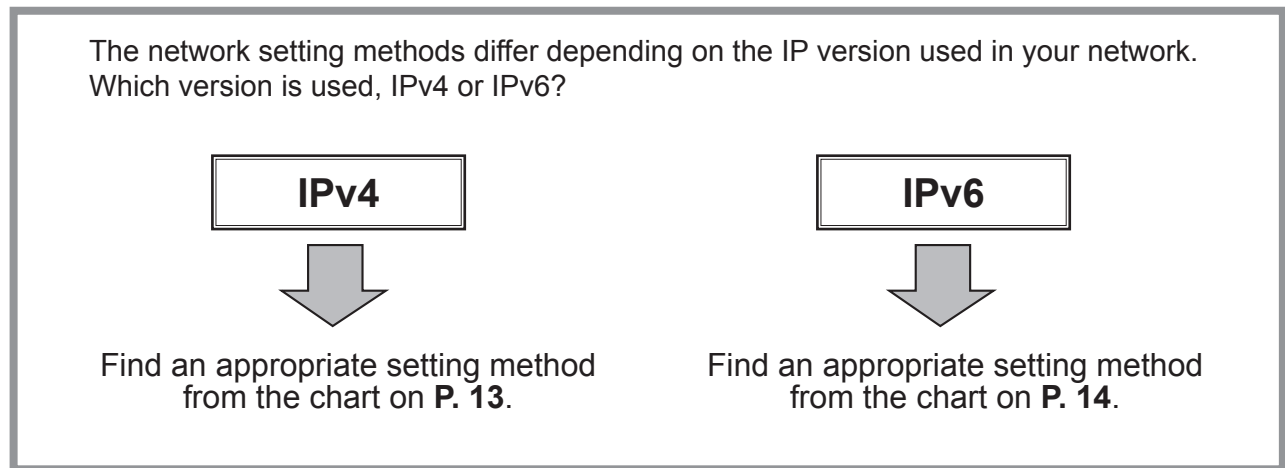 The network setting methods differ depending on the IP version used in your network.
Which version is used, IPv4 or IPv6?
IPv4
IPv6
Find an appropriate setting method
from the chart on P. 13.
Find an appropriate setting method
from the chart on P. 14.